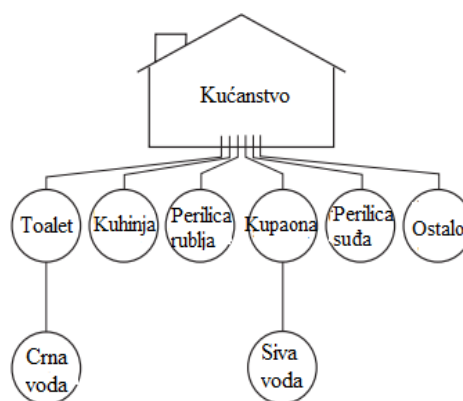 Kućanstvo
Toalet
Kuhinja
Perilica
rublja
Kupaona
Perilica
suđa
Ostalo
Crna
voda
Siva
voda